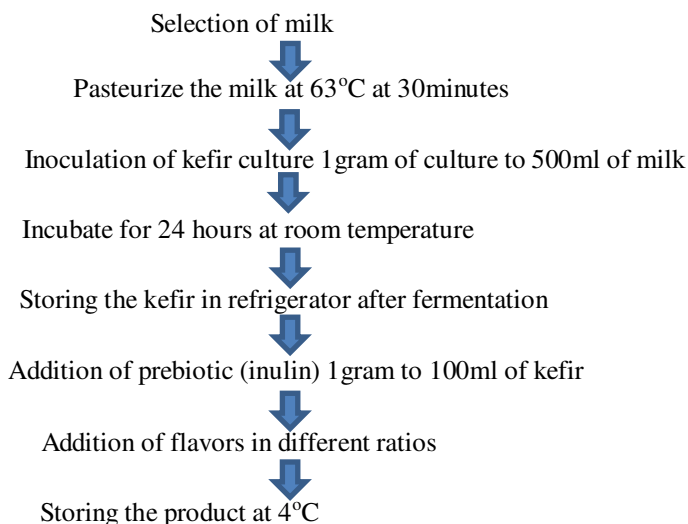 Selection of milk
Pasteurize the milk at 63°C at 30minutes
Inoculation of kefir culture 1gram of culture to 500ml of milk
Incubate for 24 hours at room temperature
Storing the kefir in refrigerator after fermentation
Addition of prebiotic (inulin) 1gram to 100ml of kefir
Addition of flavors in different ratios
Storing the product at 4°C